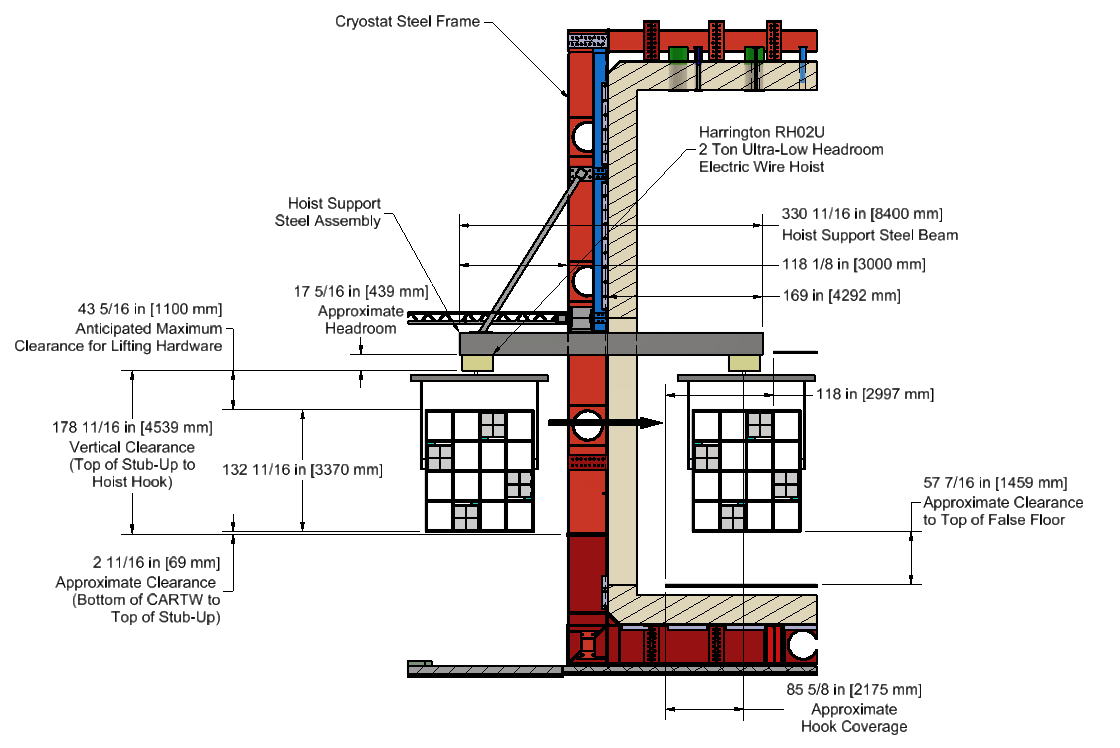 Cryostat Steel Frame
Harrington RH02U
2 Ton Ultra-Low Headroom
Electric Wire Hoist
Hoist Support
Steel Assembly
330 11/16 in [8400 mm]
Hoist Support Steel Beam
118 1/8 in [3000 mm]
169 in [4292 mm]
17 5/16 in [439 mm]
Approximate
Headroom
43 5/16 in [1100 mm]
Anticipated Maximum
Clearance for Lifting Hardware
118 in [2997 mm]
178 11/16 in [4539 mm]
Vertical Clearance
(Top of Stub-Up to
Hoist Hook)
132 11/16 in [3370 mm]
57 7/16 in [1459 mm]
Approximate Clearance
to Top of False Floor
2 11/16 in [69 mm]
Approximate Clearance
(Bottom of CARTW to
Top of Stub-Up)
85 5/8 in [2175 mm]
Approximate
Hook Coverage